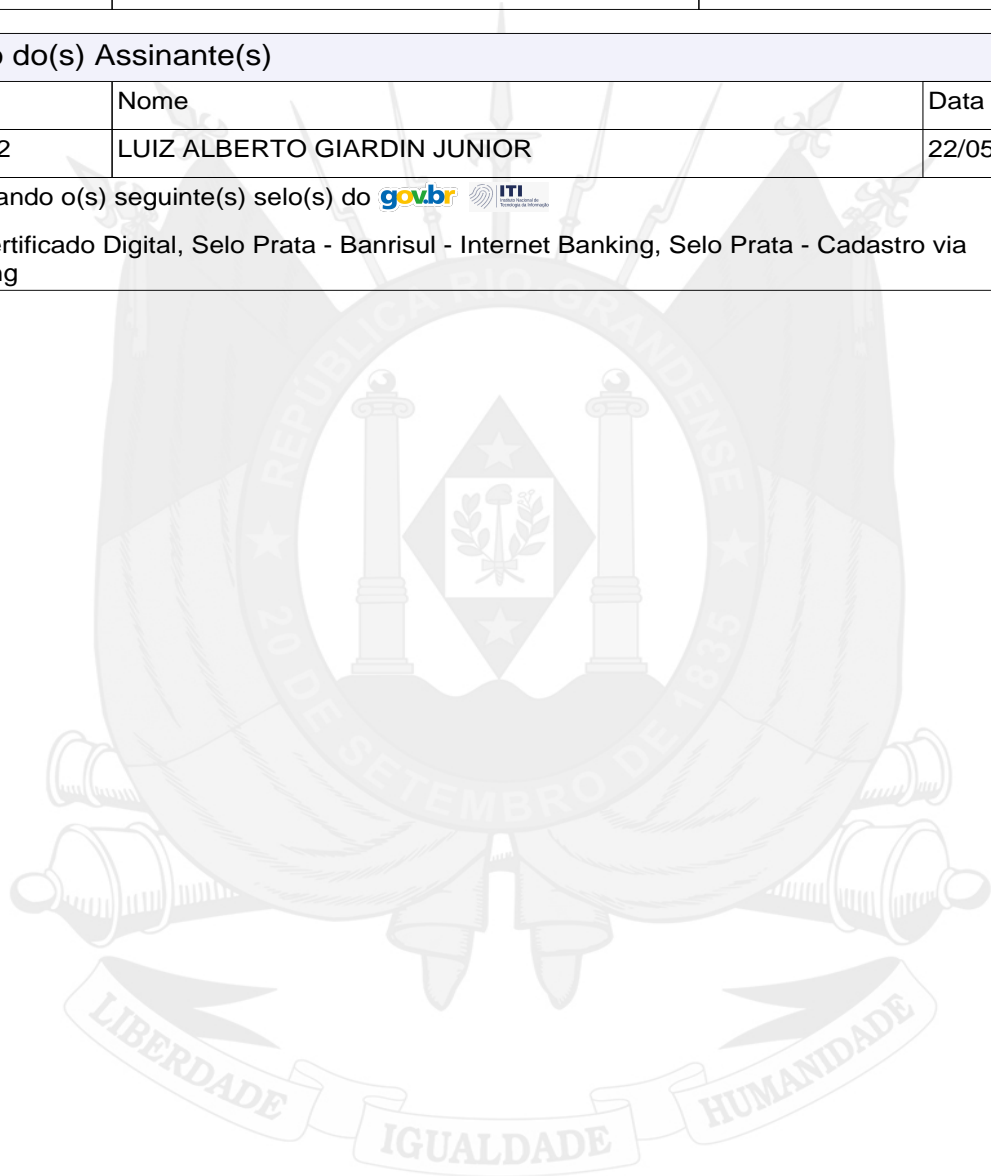 o do(s) Assinante(s)
Nome Data
2 LUIZ ALBERTO GIARDIN JUNIOR 22/05
ando o(s) seguinte(s) selo(s) do gov.br ITI
ertificado Digital, Selo Prata - Banrisul - Internet Banking, Selo Prata - Cadastro via
ng
REPÚBLICA RIO-GRANDENSE
20 DE SETEMBRO DE 1835
LIBERDADE IGUALDADE HUMANIDADE